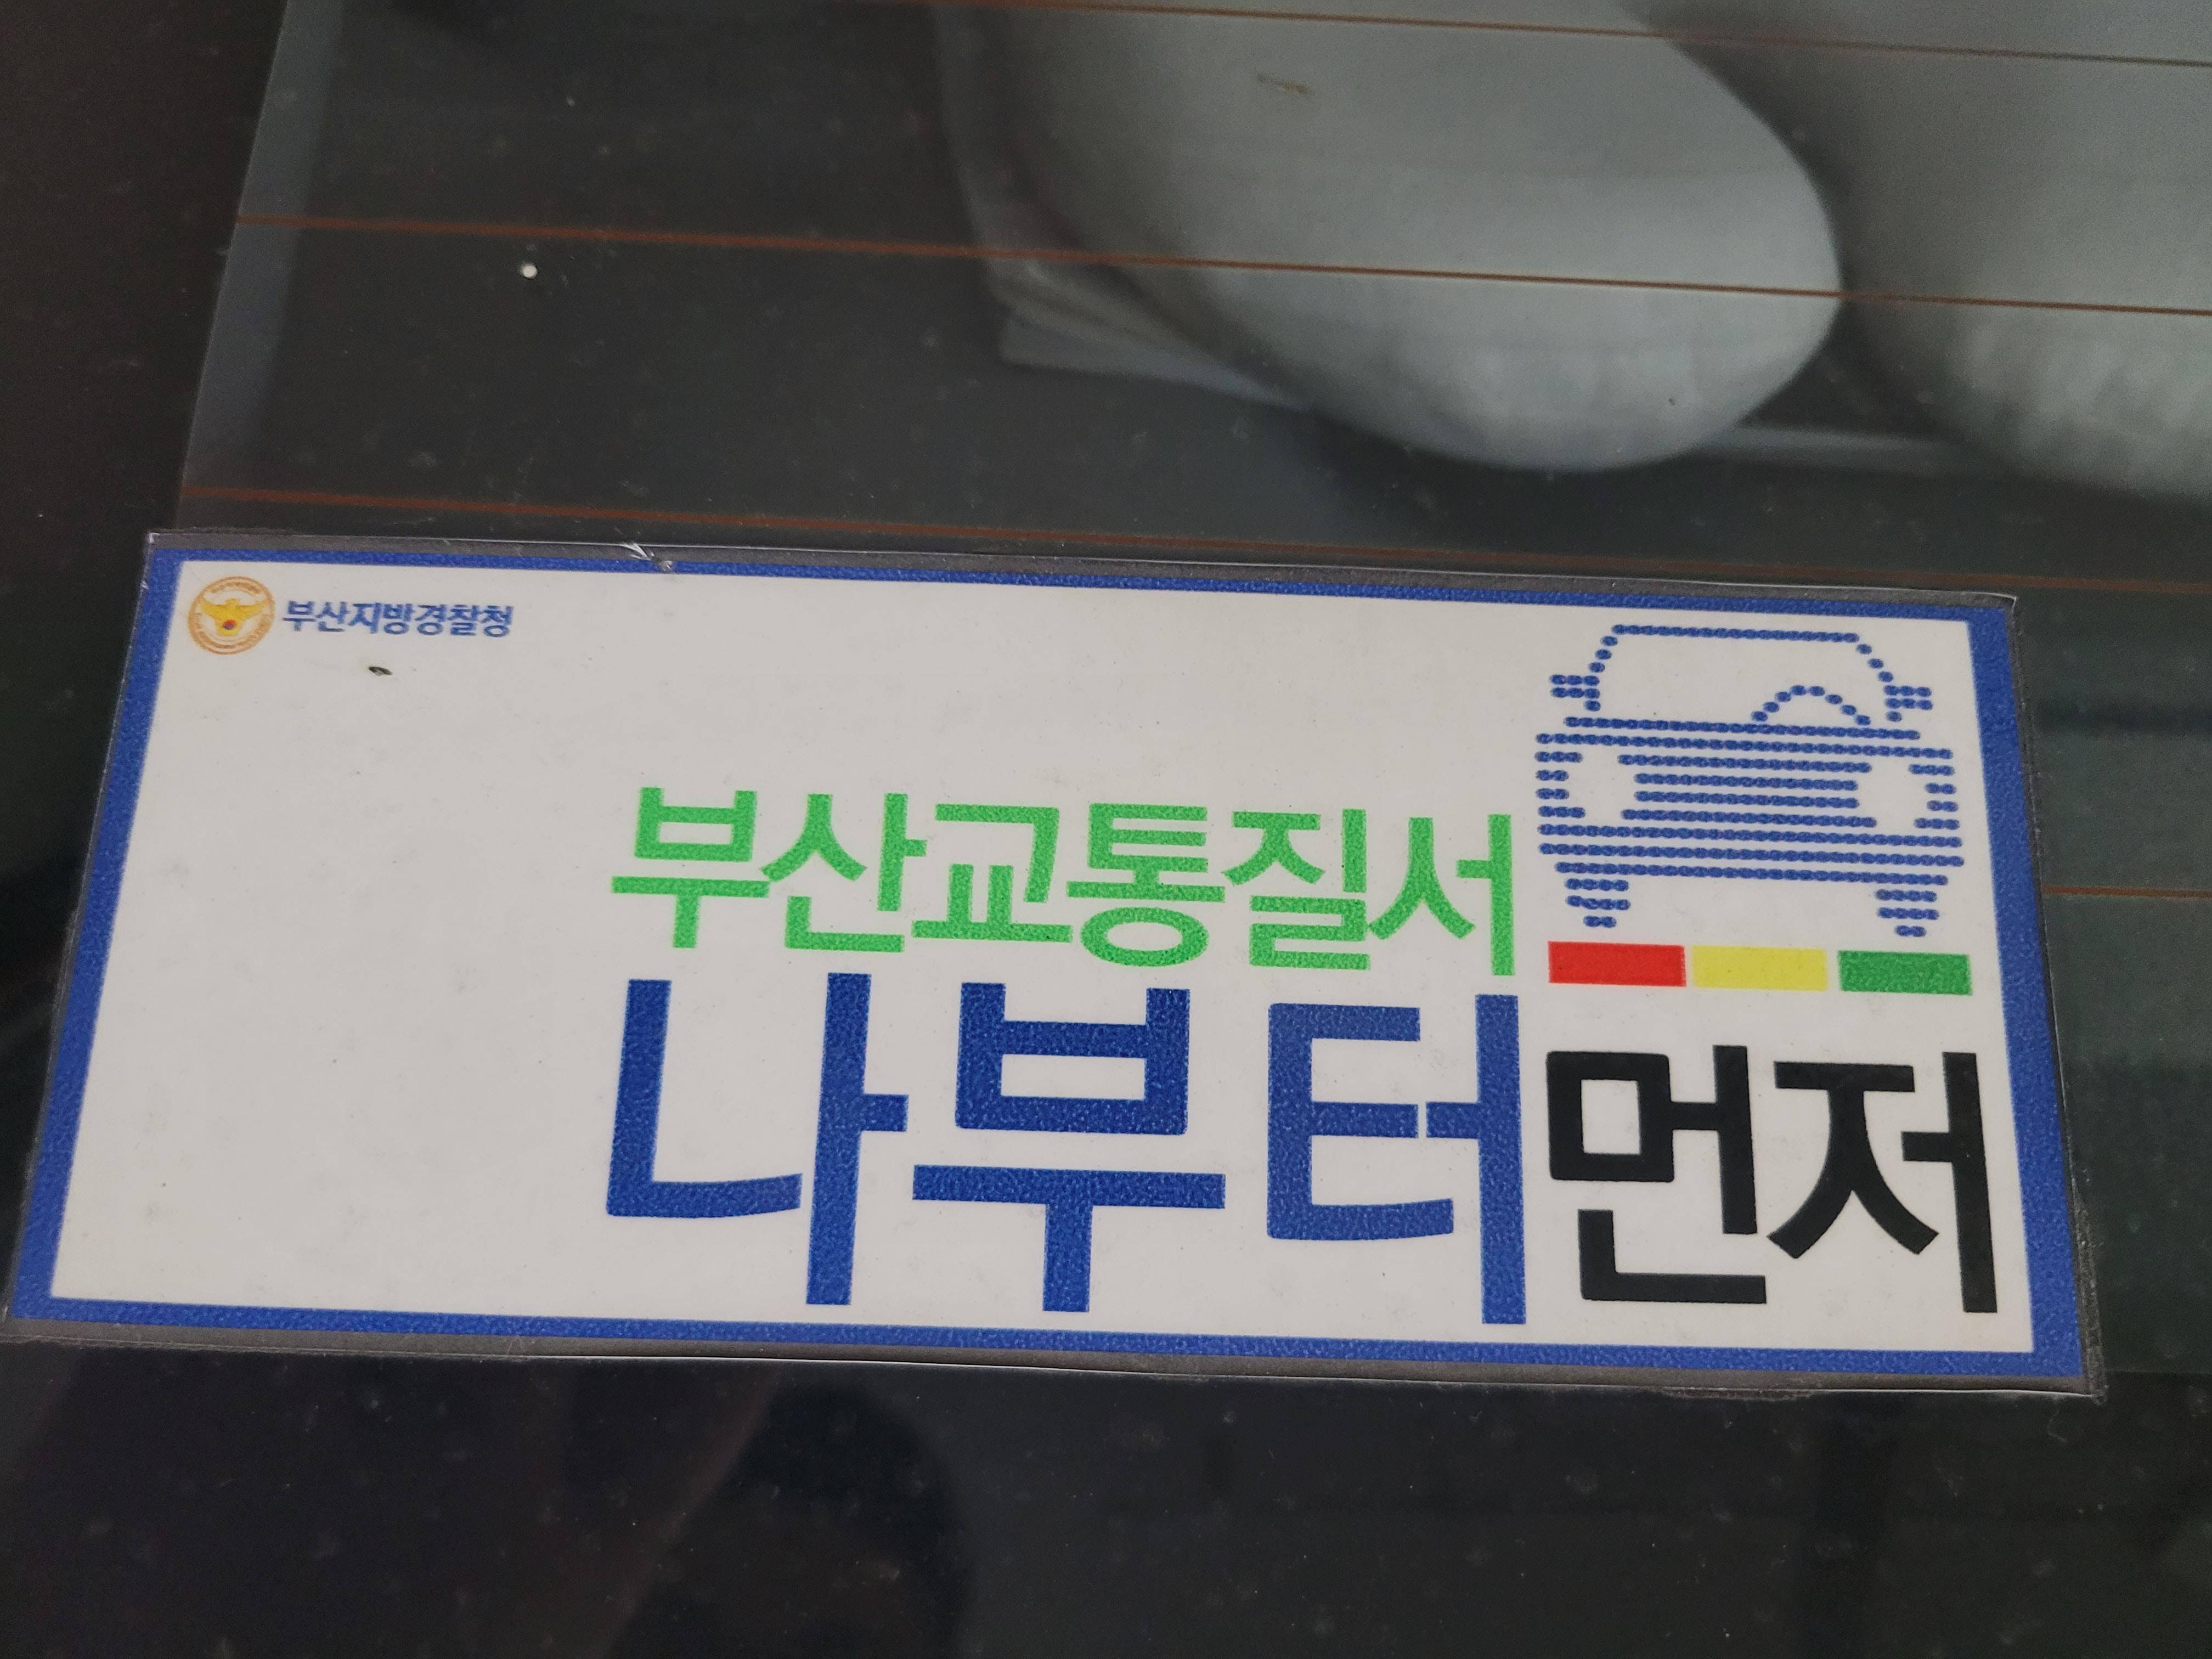 부산지방경찰청
부산교통질서
나부터 먼저